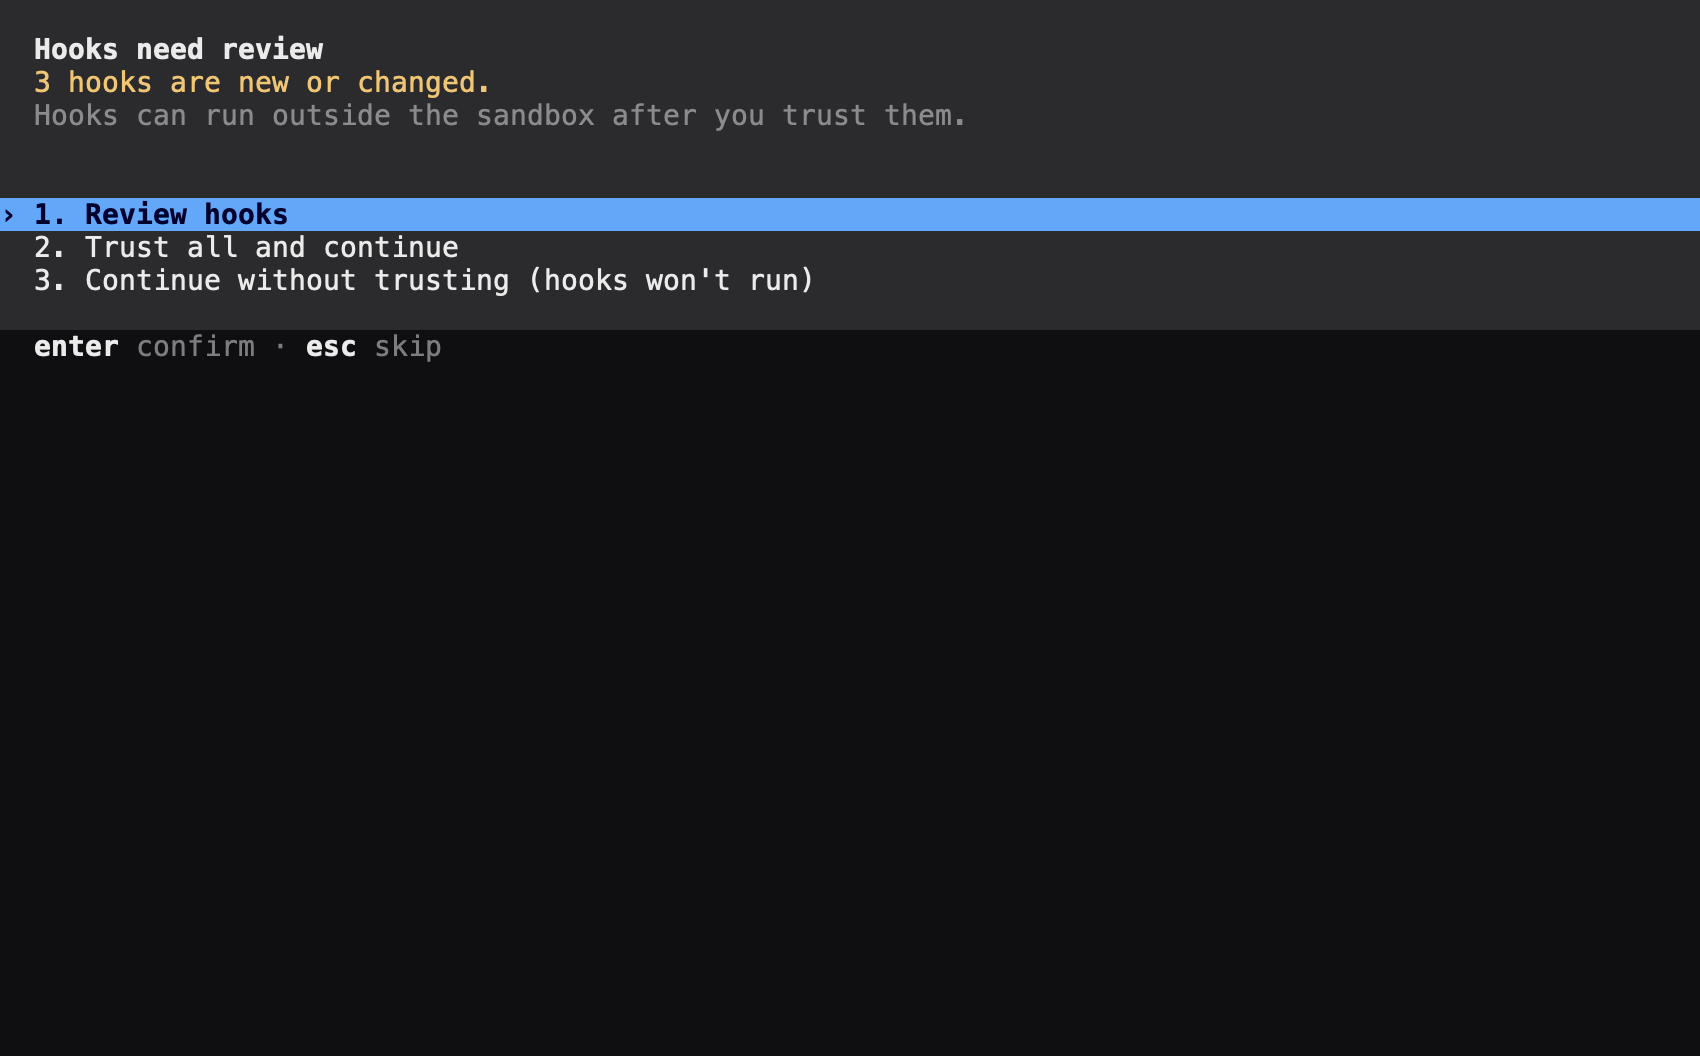 Hooks need review
3 hooks are new or changed.
Hooks can run outside the sandbox after you trust them.
› 1. Review hooks
2. Trust all and continue
3. Continue without trusting (hooks won't run)
enter confirm · esc skip